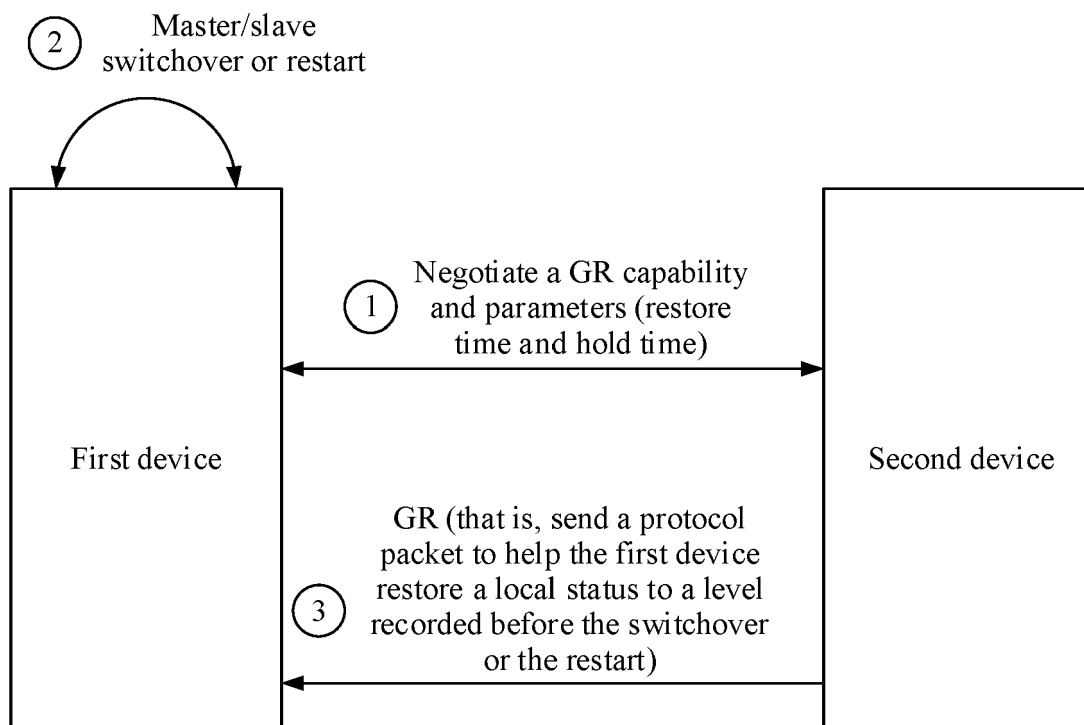 2
Master/slave
switchover or restart
1
Negotiate a GR capability
and parameters (restore
time and hold time)
First device
Second device
3
GR (that is, send a protocol
packet to help the first device
restore a local status to a level
recorded before the switchover
or the restart)